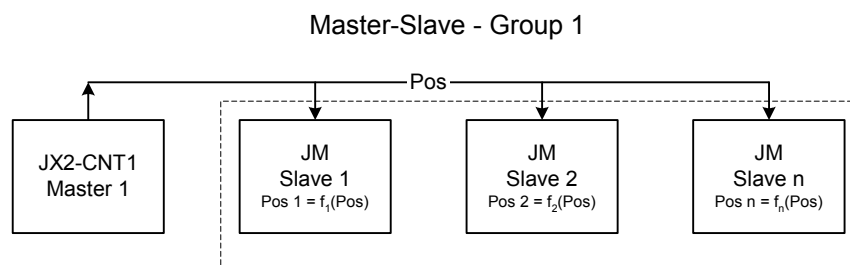 Master-Slave - Group 1
Pos
JX2-CNT1
Master 1
JM
Slave 1
Pos 1 = f₁(Pos)
JM
Slave 2
Pos 2 = f₂(Pos)
JM
Slave n
Pos n = fₙ(Pos)